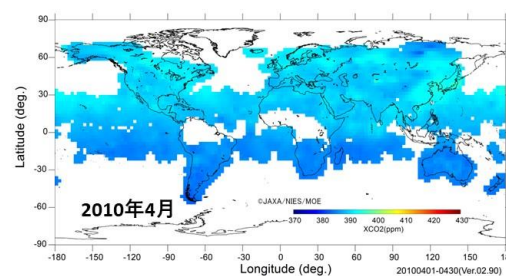 90
60
30
0
-30
-60
-90
Latitude (deg.)
2010年4月
©JAXA/NIES/MOE
370 380 390 400 410 420 430
XCO2(ppm)
-180 -150 -120 -90 -60 -30 0 30 60 90 120 150 18
Longitude (deg.)
20100401-0430(Ver.02.90)